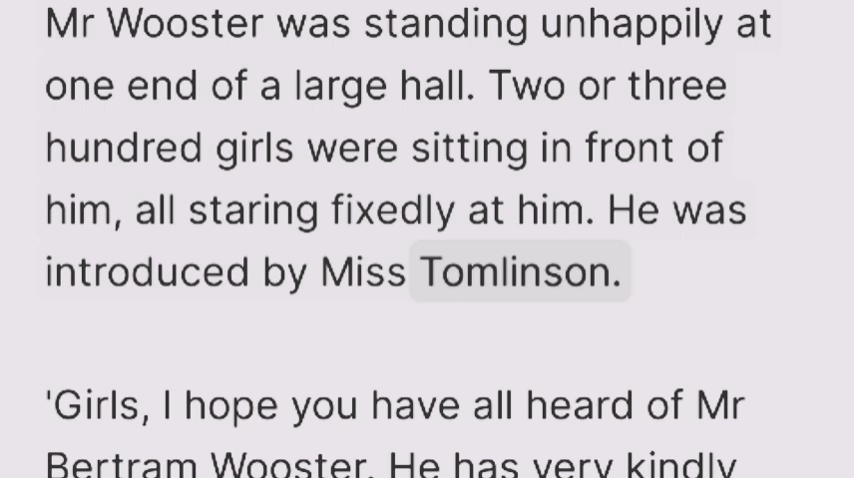 Mr Wooster was standing unhappily at
one end of a large hall. Two or three
hundred girls were sitting in front of
him, all staring fixedly at him. He was
introduced by Miss Tomlinson.
'Girls, I hope you have all heard of Mr
Bertram Wooster. He has very kindly